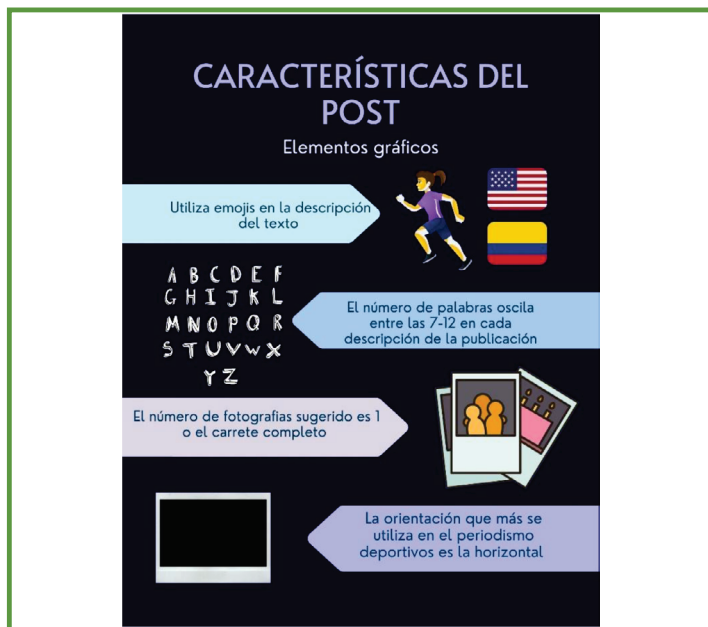 CARACTERÍSTICAS DEL
POST
Elementos gráficos
Utiliza emojis en la descripción
del texto
A B C D E F
G H I J K L
M N O P Q R
S T U V W X
Y Z
El número de palabras oscila
entre las 7-12 en cada
descripción de la publicación
El número de fotografias sugerido es 1
o el carrete completo
La orientación que más se
utiliza en el periodismo
deportivos es la horizontal